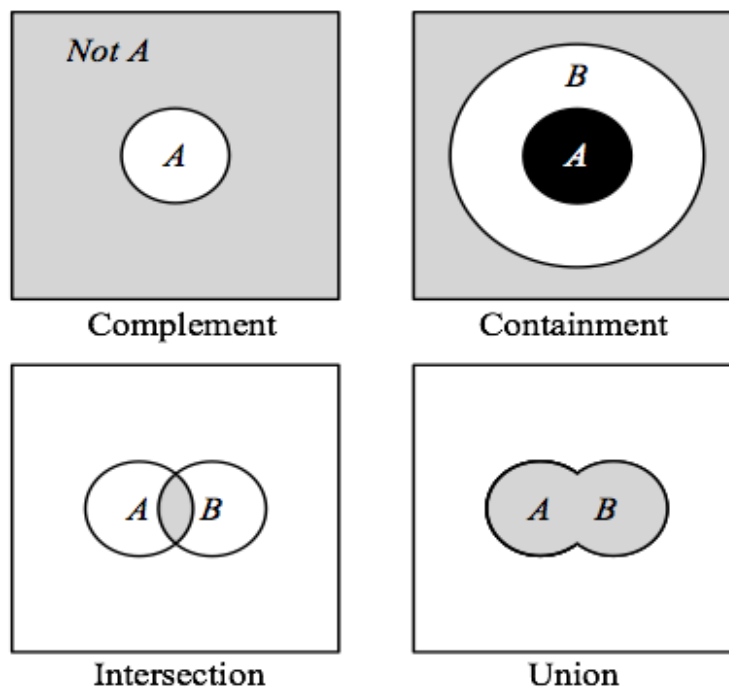 Not A
A
Complement
B
A
Containment
A B
Intersection
A B
Union